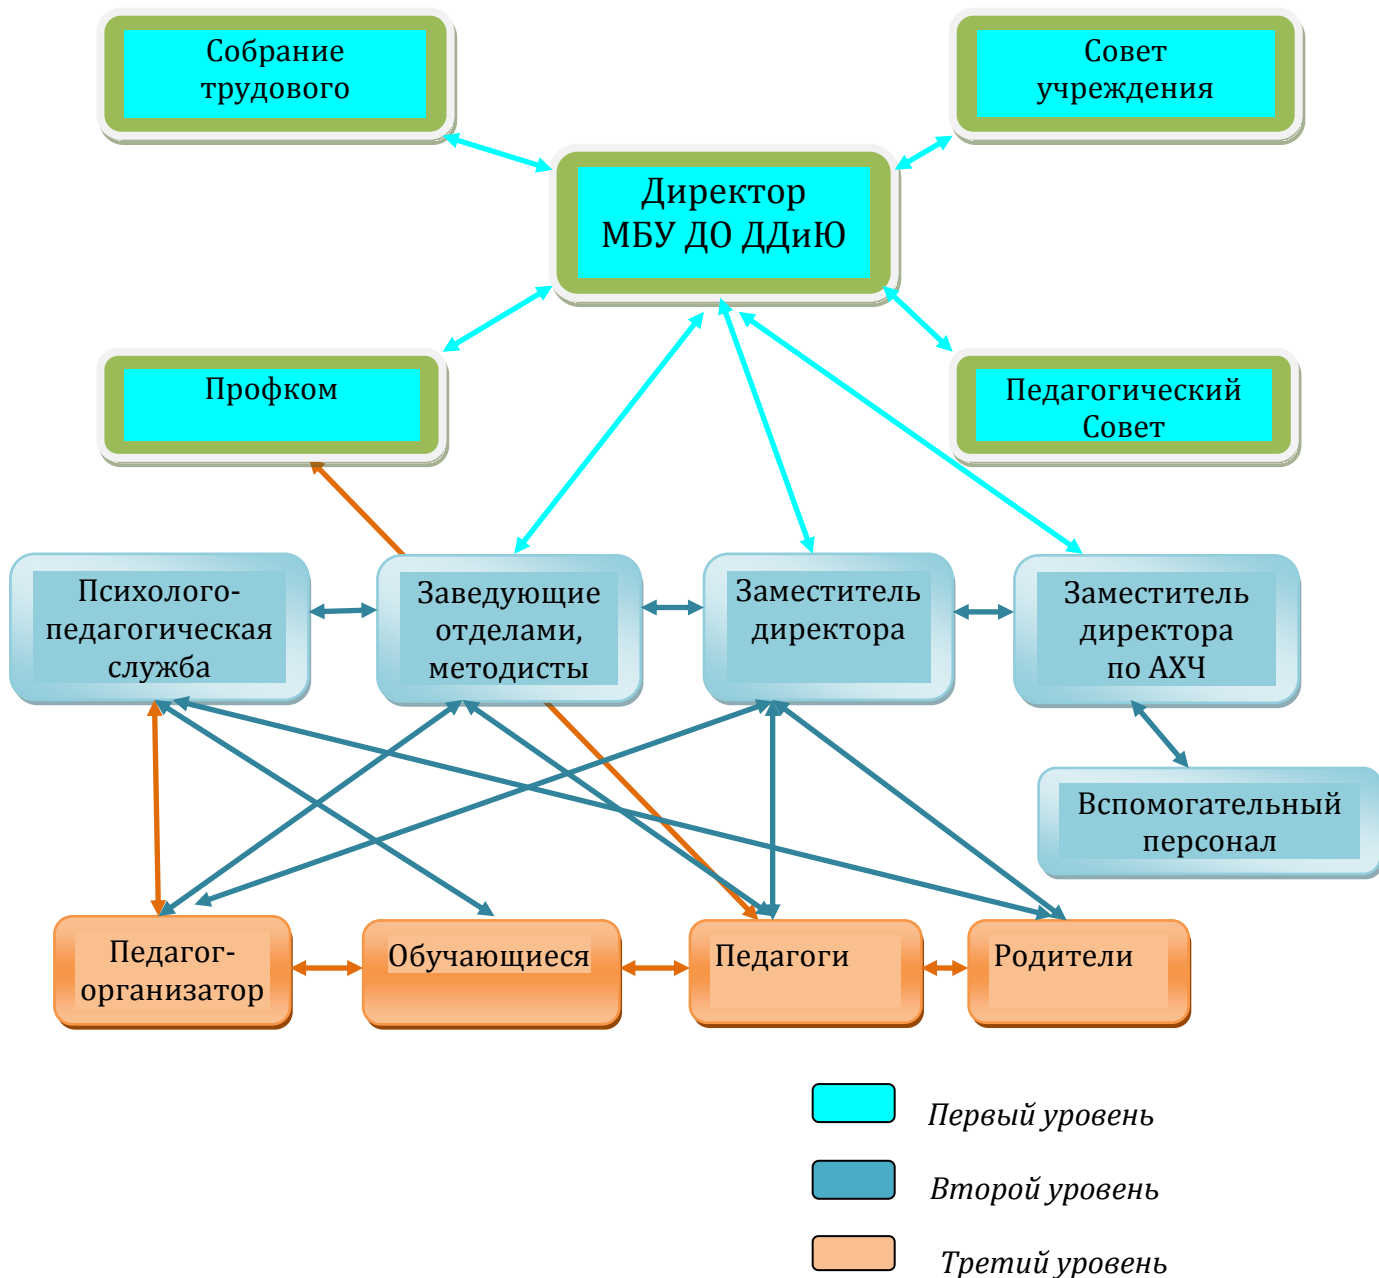 Собрание
трудового
Совет
учреждения
Директор
МБУ ДО ДДиЮ
Профком
Педагогический
Совет
Психолого-
педагогическая
служба
Заведующие
отделами,
методисты
Заместитель
директора
Заместитель
директора
по АХЧ
Вспомогательный
персонал
Педагог-
организатор
Обучающиеся
Педагоги
Родители
Первый уровень
Второй уровень
Третий уровень